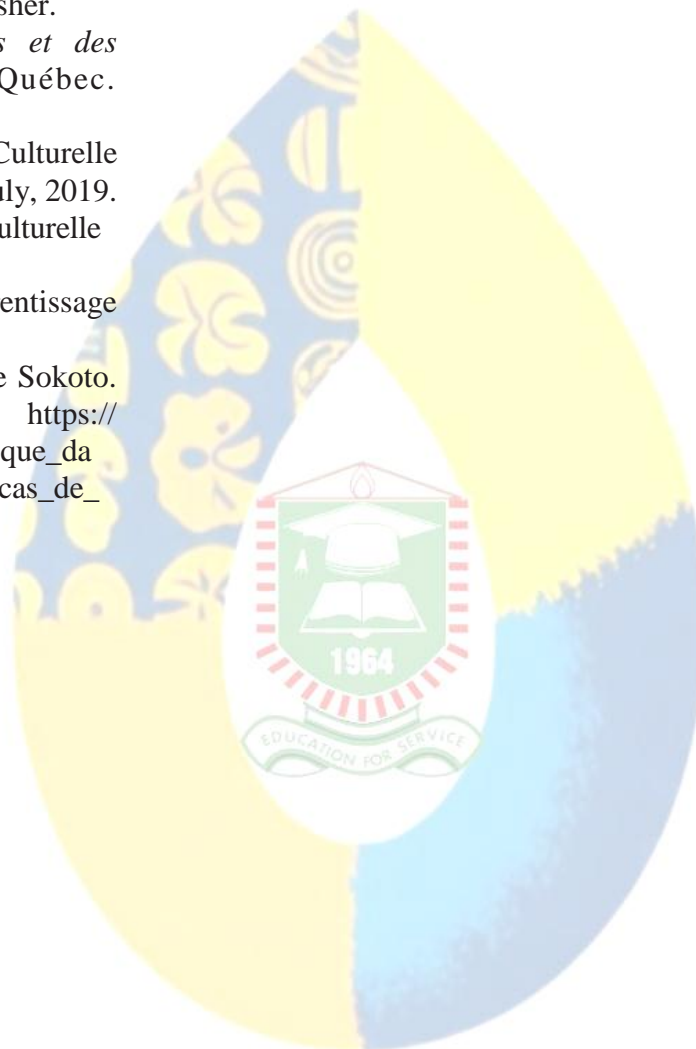 sher.
s et des
Québec.
Culturelle
uly, 2019.
ulturelle
entissage
e Sokoto.
https://
que_da
cas_de_
1964
EDUCATION FOR SERVICE